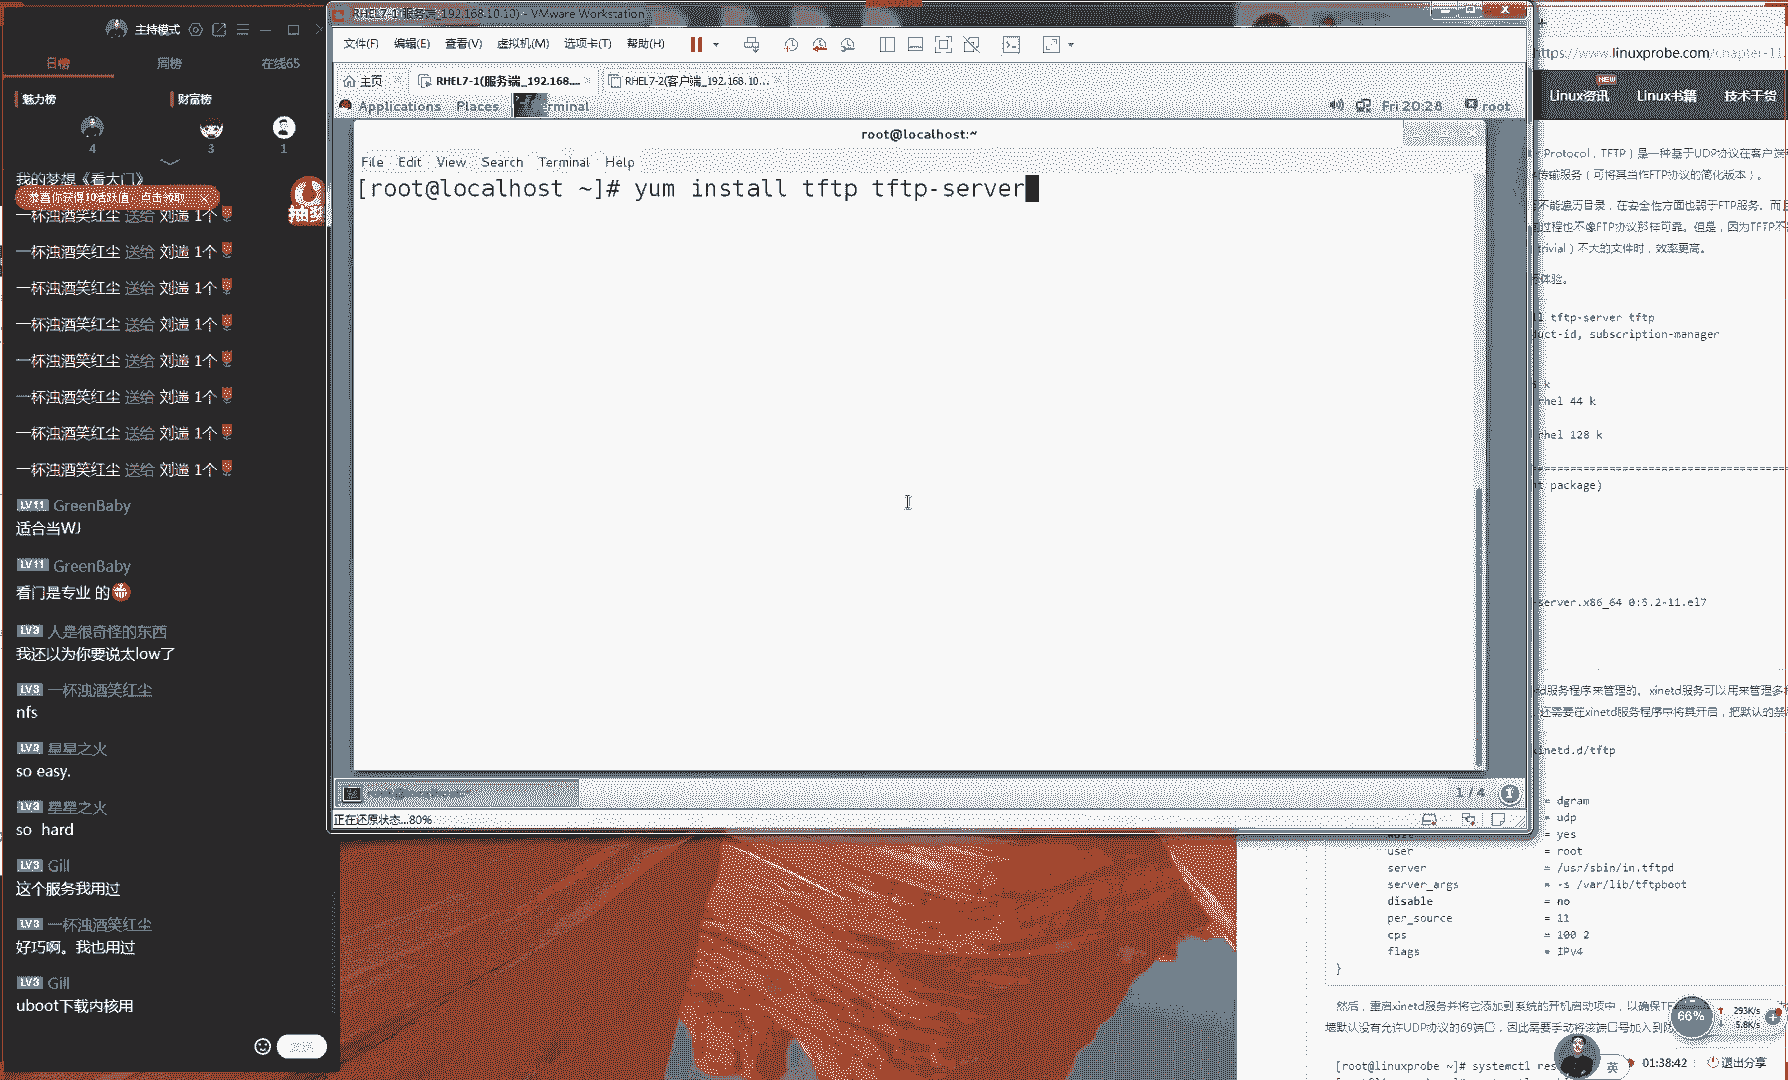 主持模式
日榜 周榜 在线65
魅力榜 财富榜
4 3 1
我的梦想《看大门》
恭喜你获得10活跃值，点击领取
抽奖
一杯浊酒笑红尘 送给 刘遄 1个
一杯浊酒笑红尘 送给 刘遄 1个
一杯浊酒笑红尘 送给 刘遄 1个
一杯浊酒笑红尘 送给 刘遄 1个
一杯浊酒笑红尘 送给 刘遄 1个
一杯浊酒笑红尘 送给 刘遄 1个
一杯浊酒笑红尘 送给 刘遄 1个
一杯浊酒笑红尘 送给 刘遄 1个
LV11 GreenBaby
适合当WJ
LV11 GreenBaby
看门是专业 的
LV3 人是很奇怪的东西
我还以为你要说太low了
LV3 一杯浊酒笑红尘
nfs
LV3 星星之火
so easy.
LV3 星星之火
so hard
LV3 Gill
这个服务我用过
LV3 一杯浊酒笑红尘
好巧啊。我也用过
LV3 Gill
uboot下载内核用
RHEL7-1(服务端_192.168.10.10) - VMware Workstation
文件(F) 编辑(E) 查看(V) 虚拟机(M) 选项卡(T) 帮助(H)
主页 RHEL7-1(服务端_192.168.... RHEL7-2(客户端_192.168.10...
Applications Places rminal Fri 20:28 root
root@localhost:~
File Edit View Search Terminal Help
[root@localhost ~]# yum install tftp tftp-server
1 / 4
正在还原状态...80%
https://www.linuxprobe.com/chapter-11
NEW
Linux资讯 Linux书籍 技术干货
Protocol，TFTP）是一种基于UDP协议在客户端
传输服务（可将其当作FTP协议的简化版本）。
不能遍历目录，在安全性方面也弱于FTP服务。而且
过程也不像FTP协议那样可靠。但是，因为TFTP不
trivial）不大的文件时，效率更高。
体验。
ll tftp-server tftp
duct-id, subscription-manager
k
rhel 44 k
rhel 128 k
nt package)
server.x86_64 0:5.2-11.el7
td服务程序来管理的。xinetd服务可以用来管理多
还需要在xinetd服务程序中将其开启，把默认的禁
xinetd.d/tftp
= dgram
= udp
= yes
user = root
server = /usr/sbin/in.tftpd
server_args = -s /var/lib/tftpboot
disable = no
per_source = 11
cps = 100 2
flags = IPv4
}
然后，重启xinetd服务并将它添加到系统的开机启动项中，以确保TF
墙默认没有允许UDP协议的69端口，因此需要手动将该端口号加入到防
[root@linuxprobe ~]# systemctl res
66%
293K/s
5.8K/s
英
01:38:42 退出分享